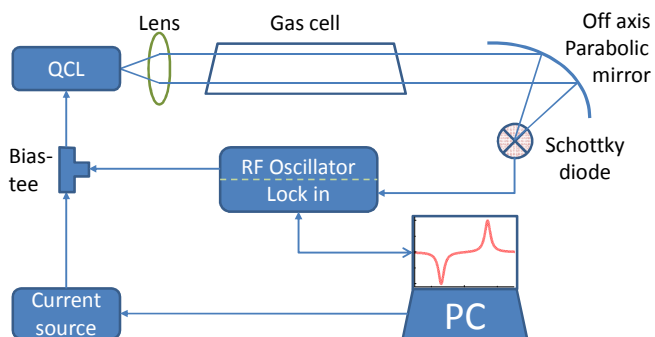 Lens
Gas cell
Off axis
Parabolic
mirror
QCL
Bias-
tee
RF Oscillator
Lock in
Schottky
diode
Current
source
PC